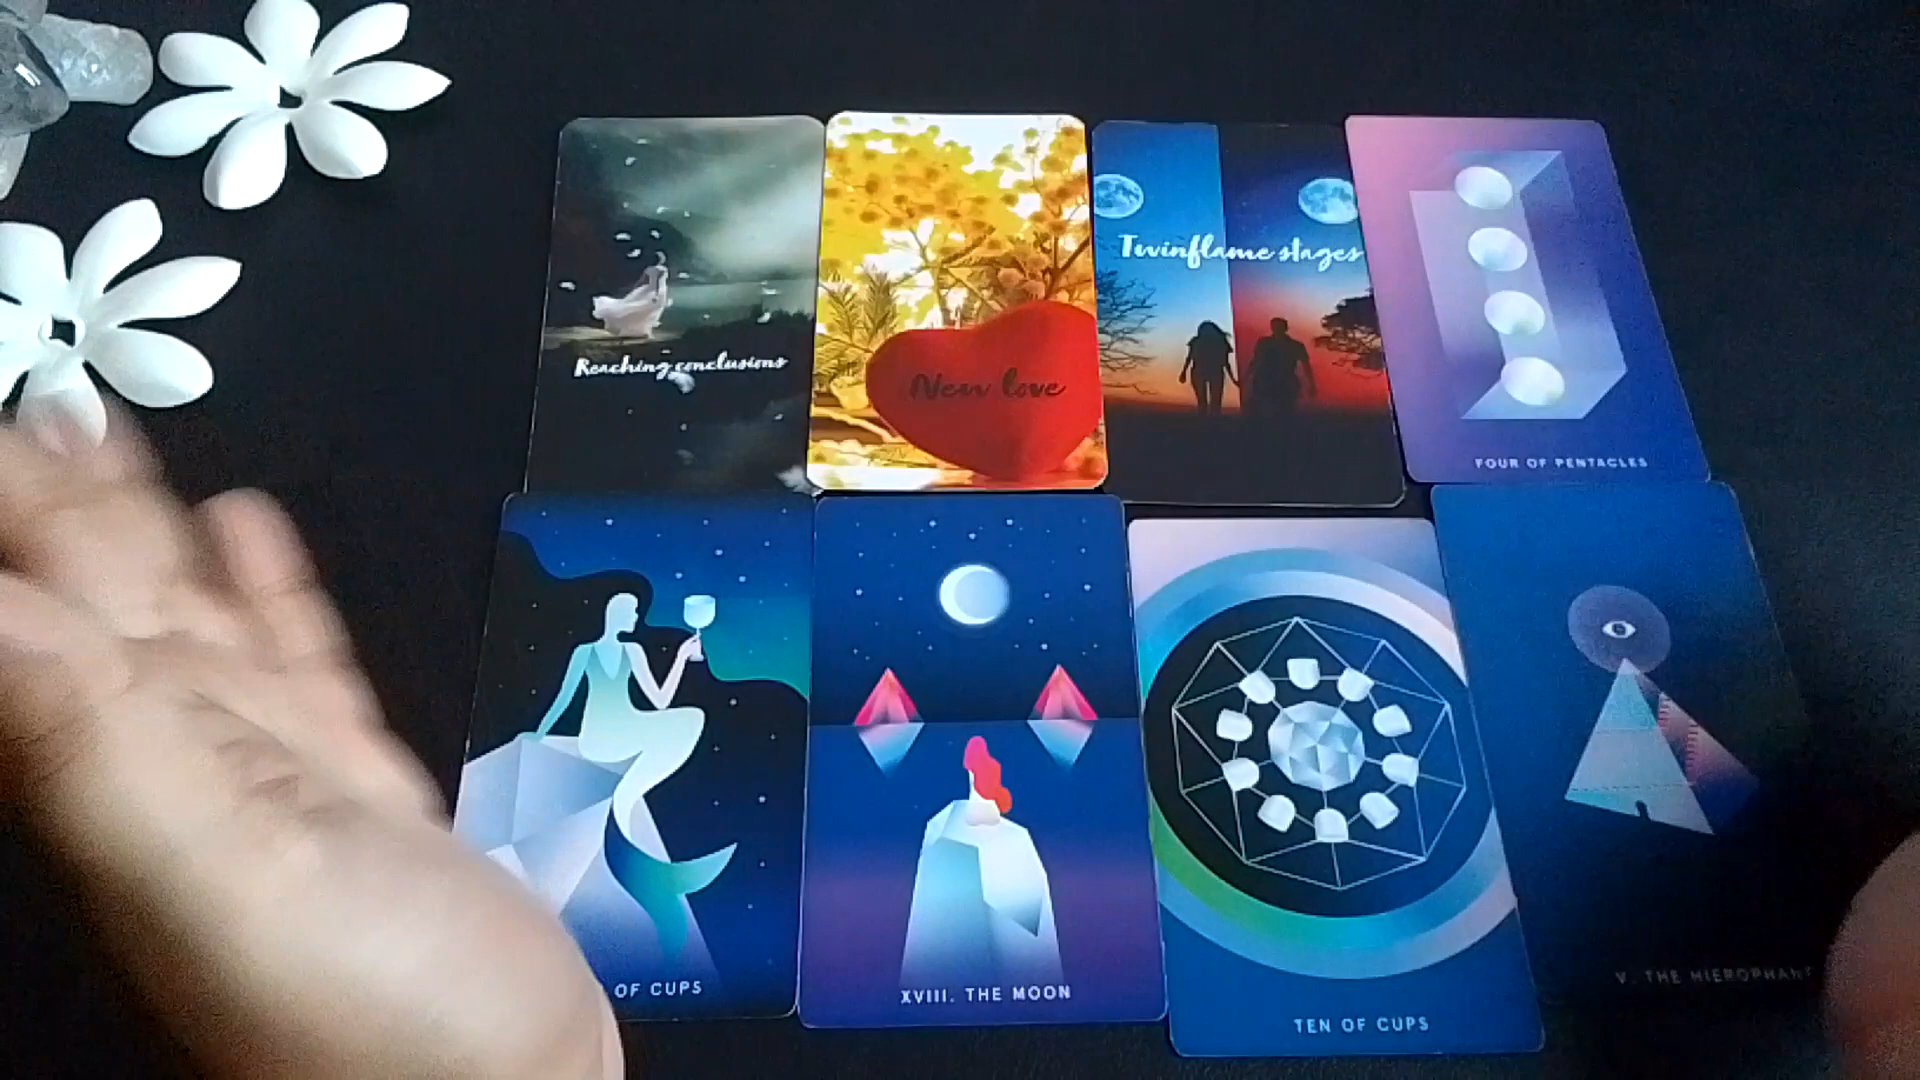 Reaching conclusions
New love
Twinflame stages
FOUR OF PENTACLES
OF CUPS
XVIII. THE MOON
TEN OF CUPS
V. THE HIEROPHANT